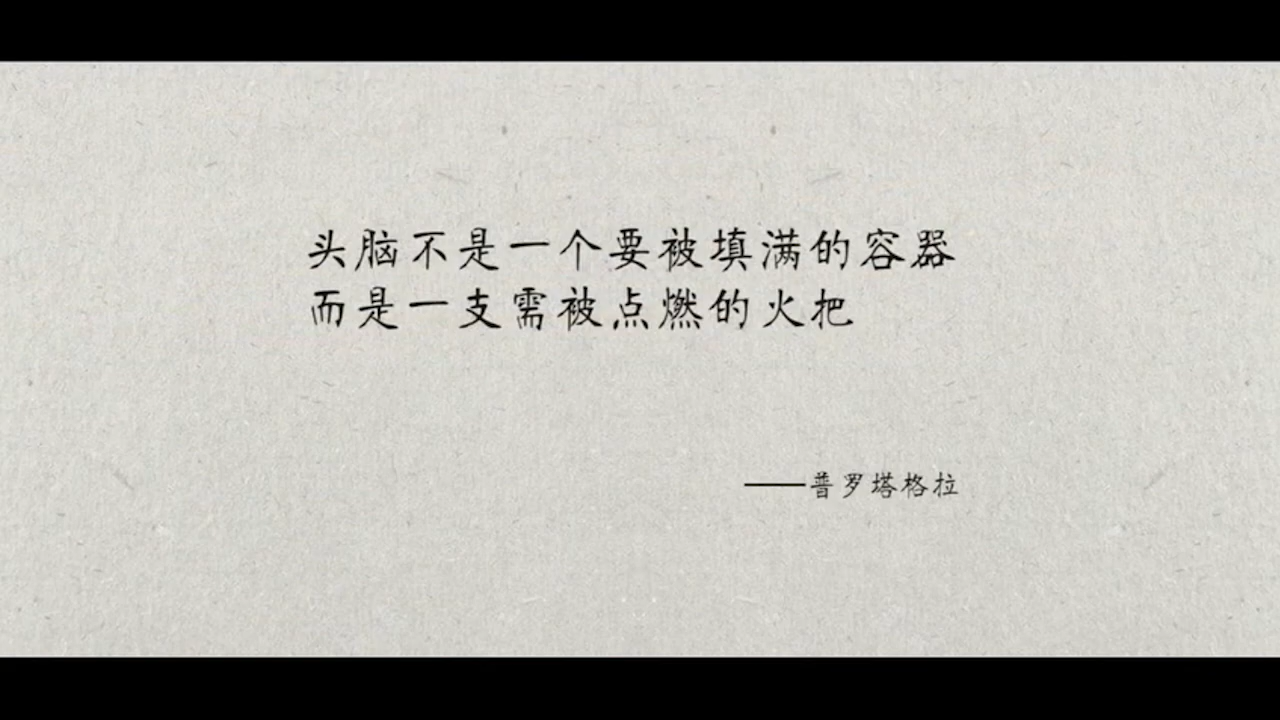 头脑不是一个要被填满的容器
而是一支需被点燃的火把
——普罗塔格拉